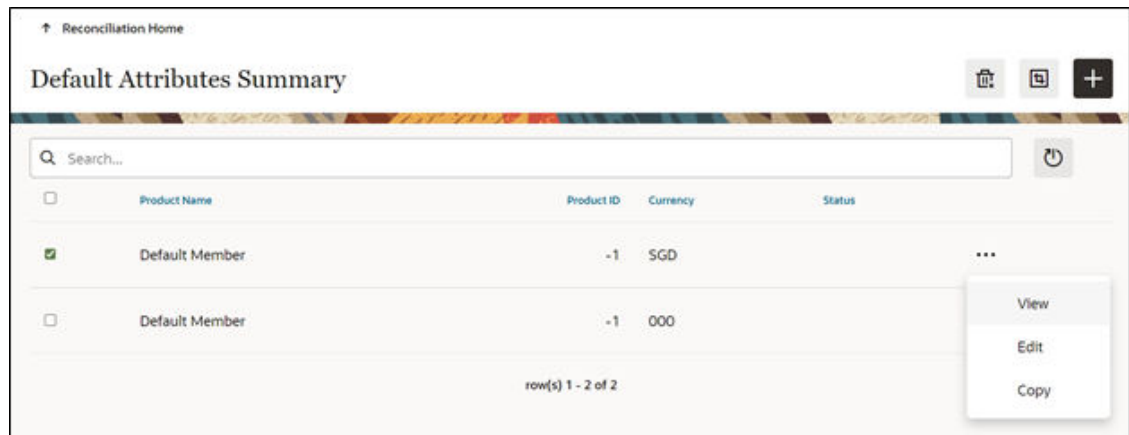 Reconciliation Home
Default Attributes Summary
Search...
Product Name Product ID Currency Status
Default Member -1 SGD ...
View
Default Member -1 000
Edit
row(s) 1 - 2 of 2
Copy